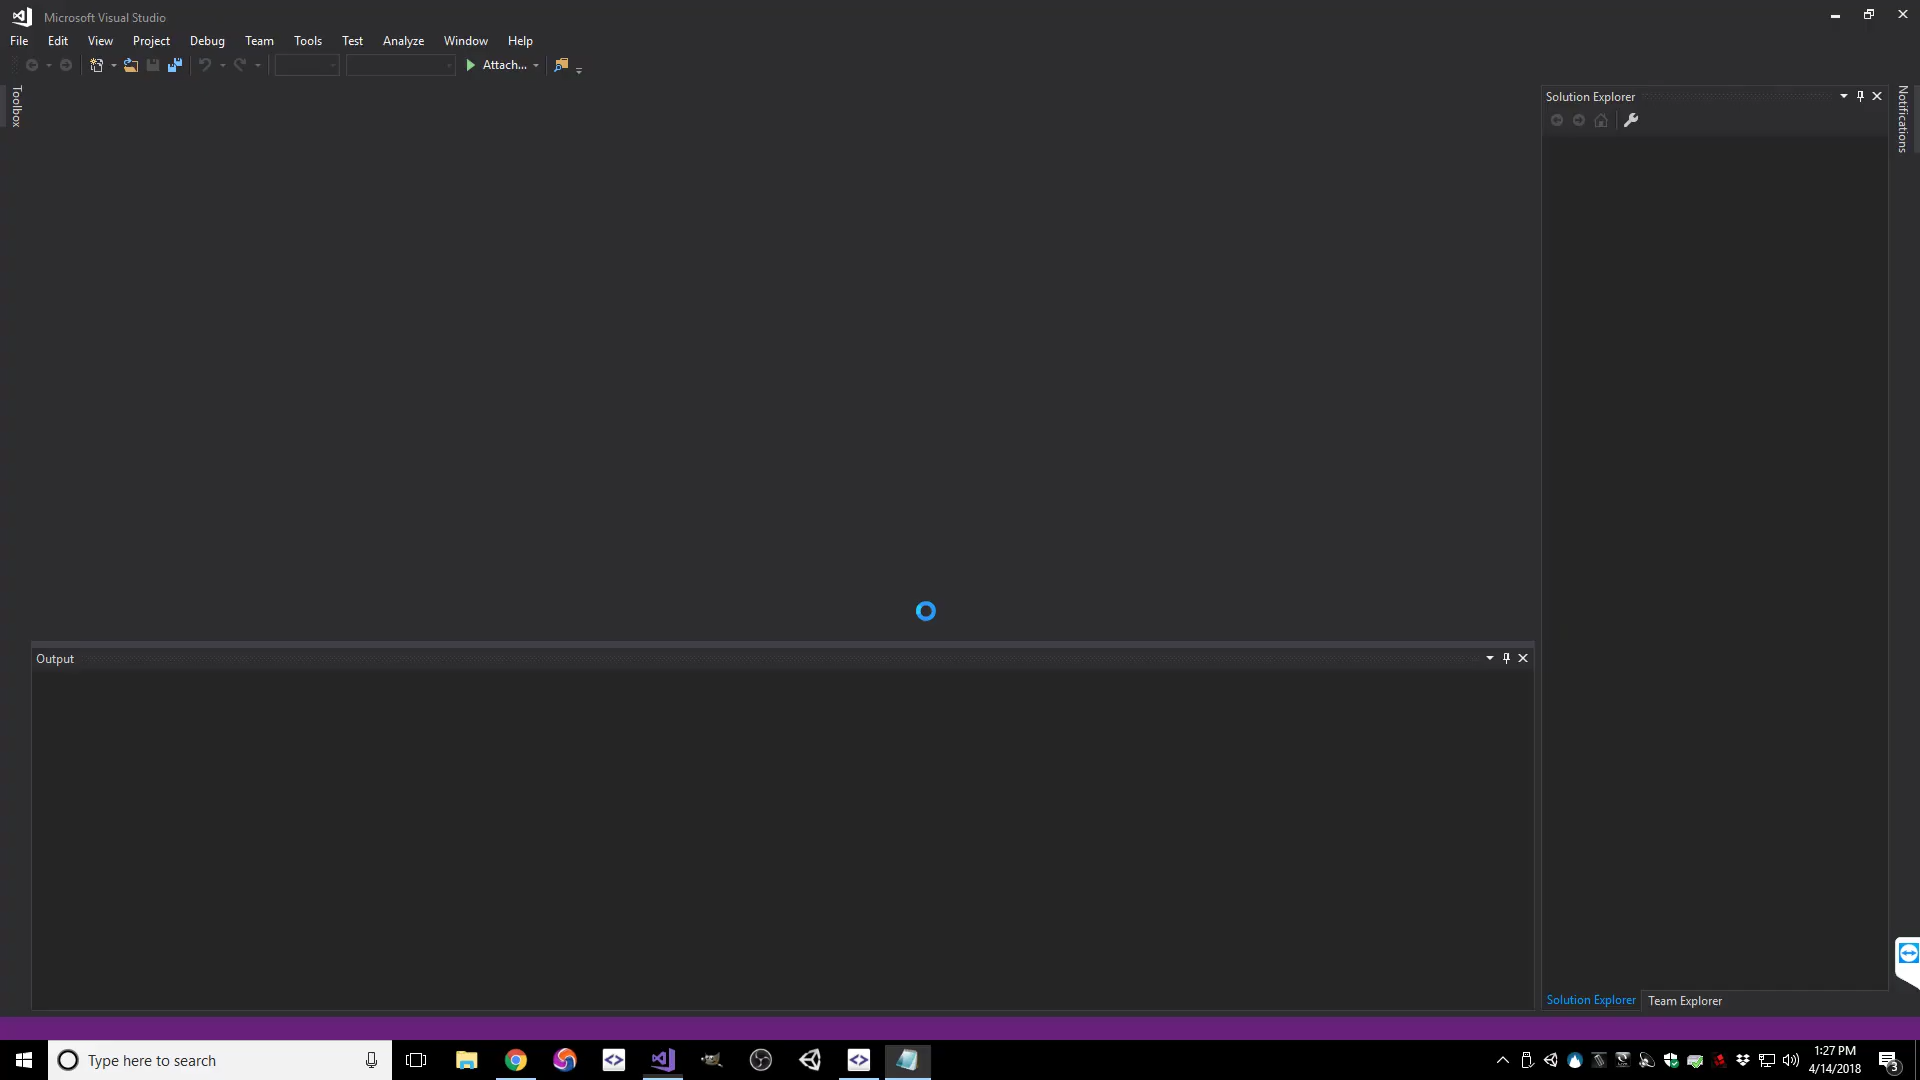 Microsoft Visual Studio
File Edit View Project Debug Team Tools Test Analyze Window Help
Attach...
Toolbox
Solution Explorer
Notifications
Output
Solution Explorer Team Explorer
Type here to search
1:27 PM
4/14/2018
3